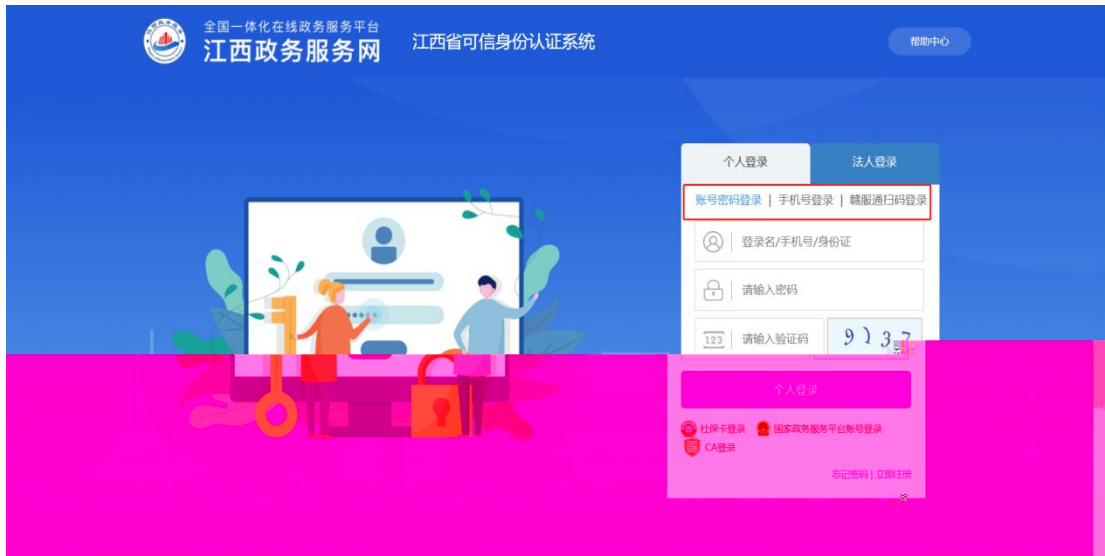 全国一体化在线政务服务平台
江西政务服务网
江西省可信身份认证系统
帮助中心
个人登录
法人登录
账号密码登录 | 手机号登录 | 赣服通扫码登录
登录名/手机号/身份证
请输入密码
123
请输入验证码
个人登录
社保卡登录
国家政务服务平台账号登录
CA登录
忘记密码 | 立即注册